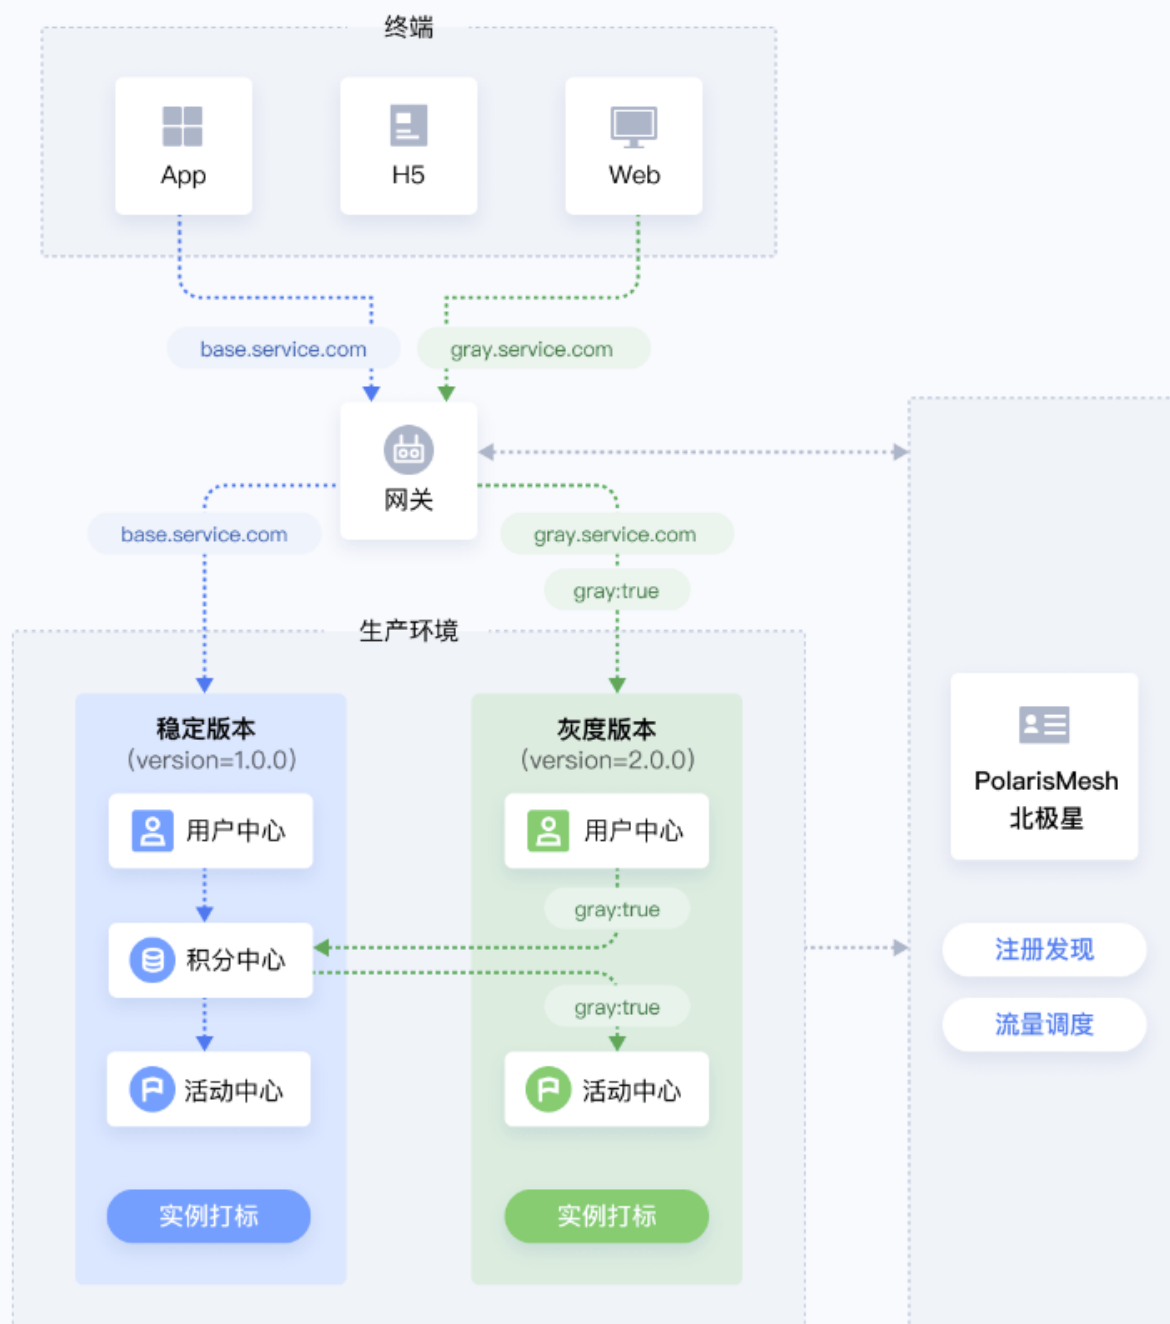 终端
App
H5
Web
base.service.com
gray.service.com
网关
base.service.com
gray.service.com
gray:true
生产环境
稳定版本
(version=1.0.0)
用户中心
积分中心
活动中心
实例打标
灰度版本
(version=2.0.0)
用户中心
gray:true
gray:true
活动中心
实例打标
PolarisMesh
北极星
注册发现
流量调度